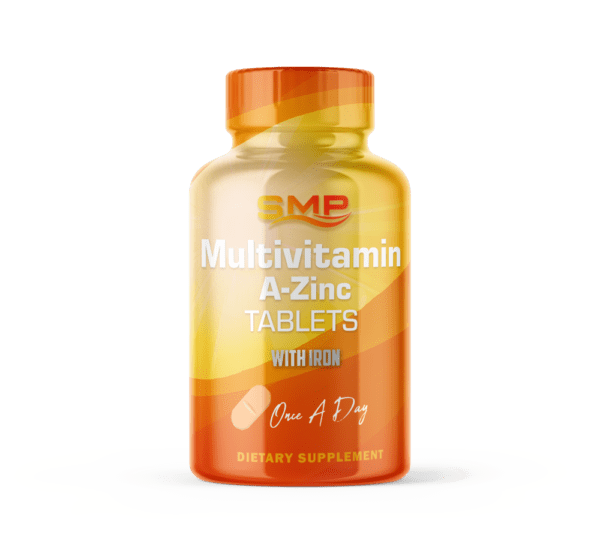 SMP
Multivitamin
A-Zinc
TABLETS
WITH IRON
Once A Day
DIETARY SUPPLEMENT